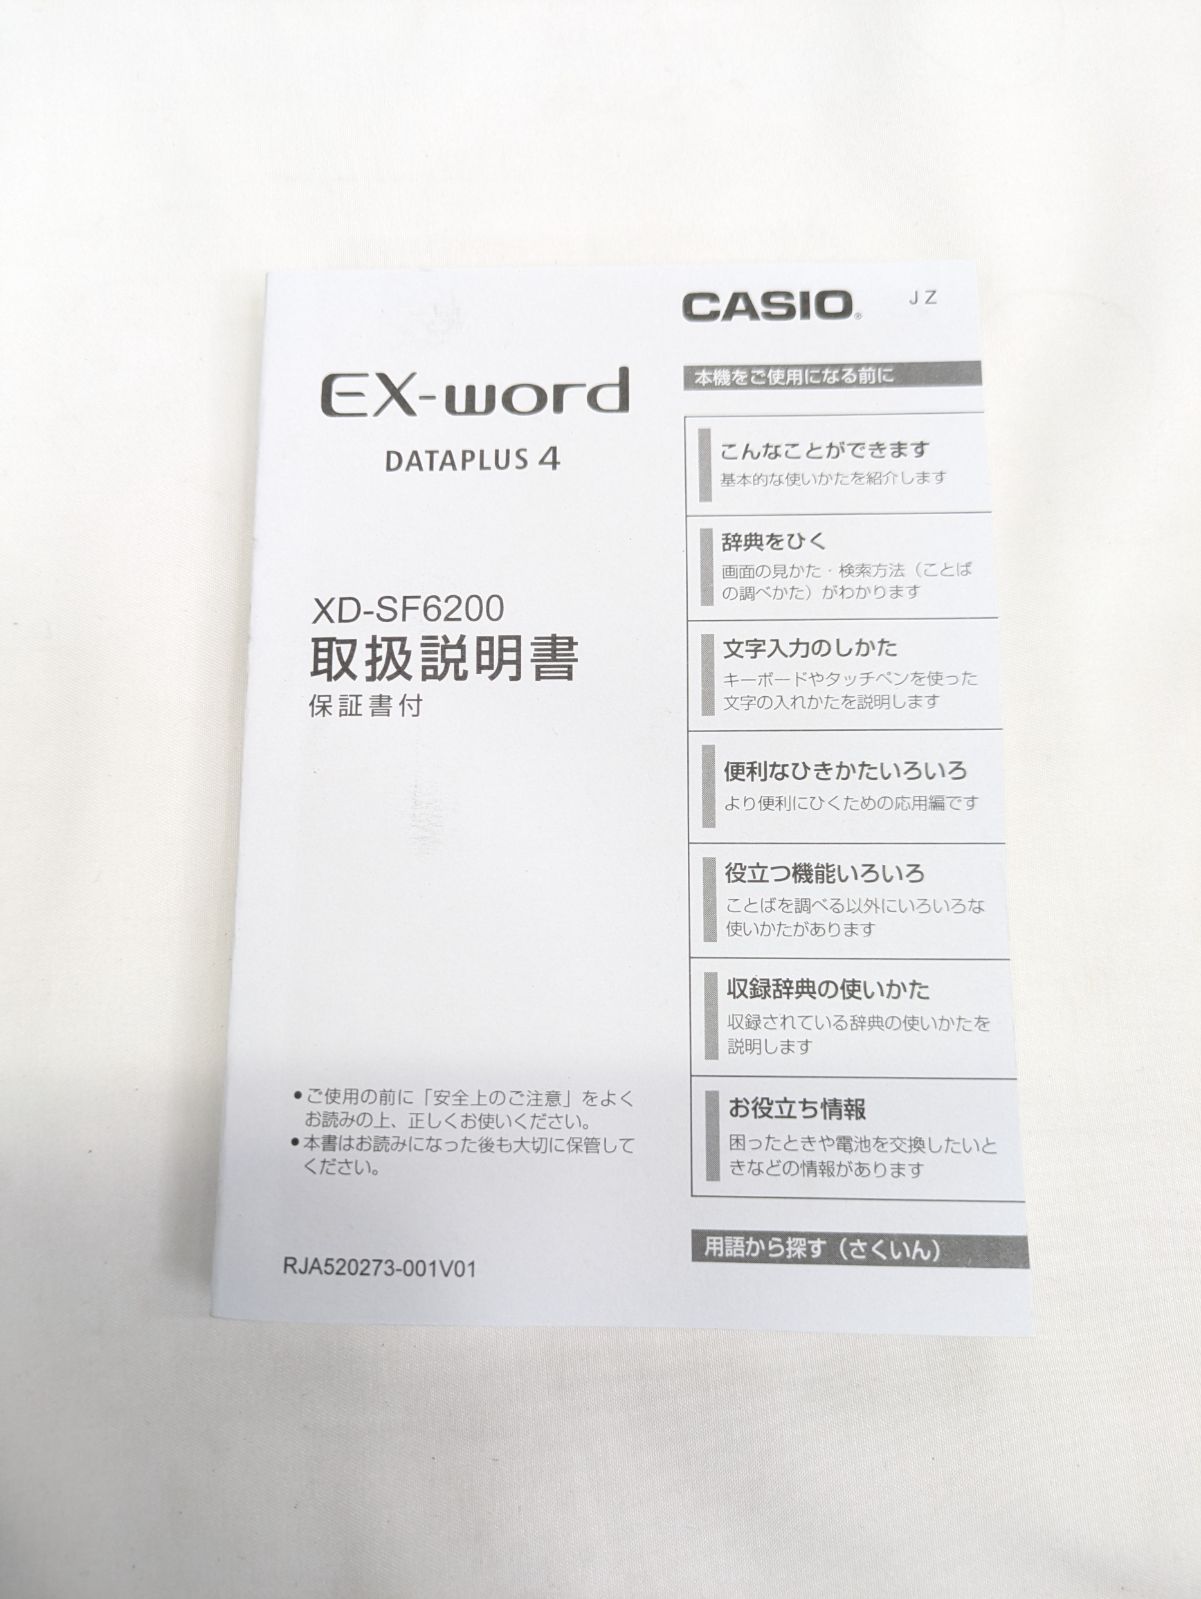 CASIO®
JZ
EX-word
DATAPLUS 4
XD-SF6200
取扱説明書
保証書付
●ご使用の前に「安全上のご注意」をよく
お読みの上、正しくお使いください。
●本書はお読みになった後も大切に保管して
ください。
RJA520273-001V01
本機をご使用になる前に
こんなことができます
基本的な使いかたを紹介します
辞典をひく
画面の見かた・検索方法（ことば
の調べかた）がわかります
文字入力のしかた
キーボードやタッチペンを使った
文字の入れかたを説明します
便利なひきかたいろいろ
より便利にひくための応用編です
役立つ機能いろいろ
ことばを調べる以外にいろいろな
使いかたがあります
収録辞典の使いかた
収録されている辞典の使いかたを
説明します
お役立ち情報
困ったときや電池を交換したいと
きなどの情報があります
用語から探す（さくいん）